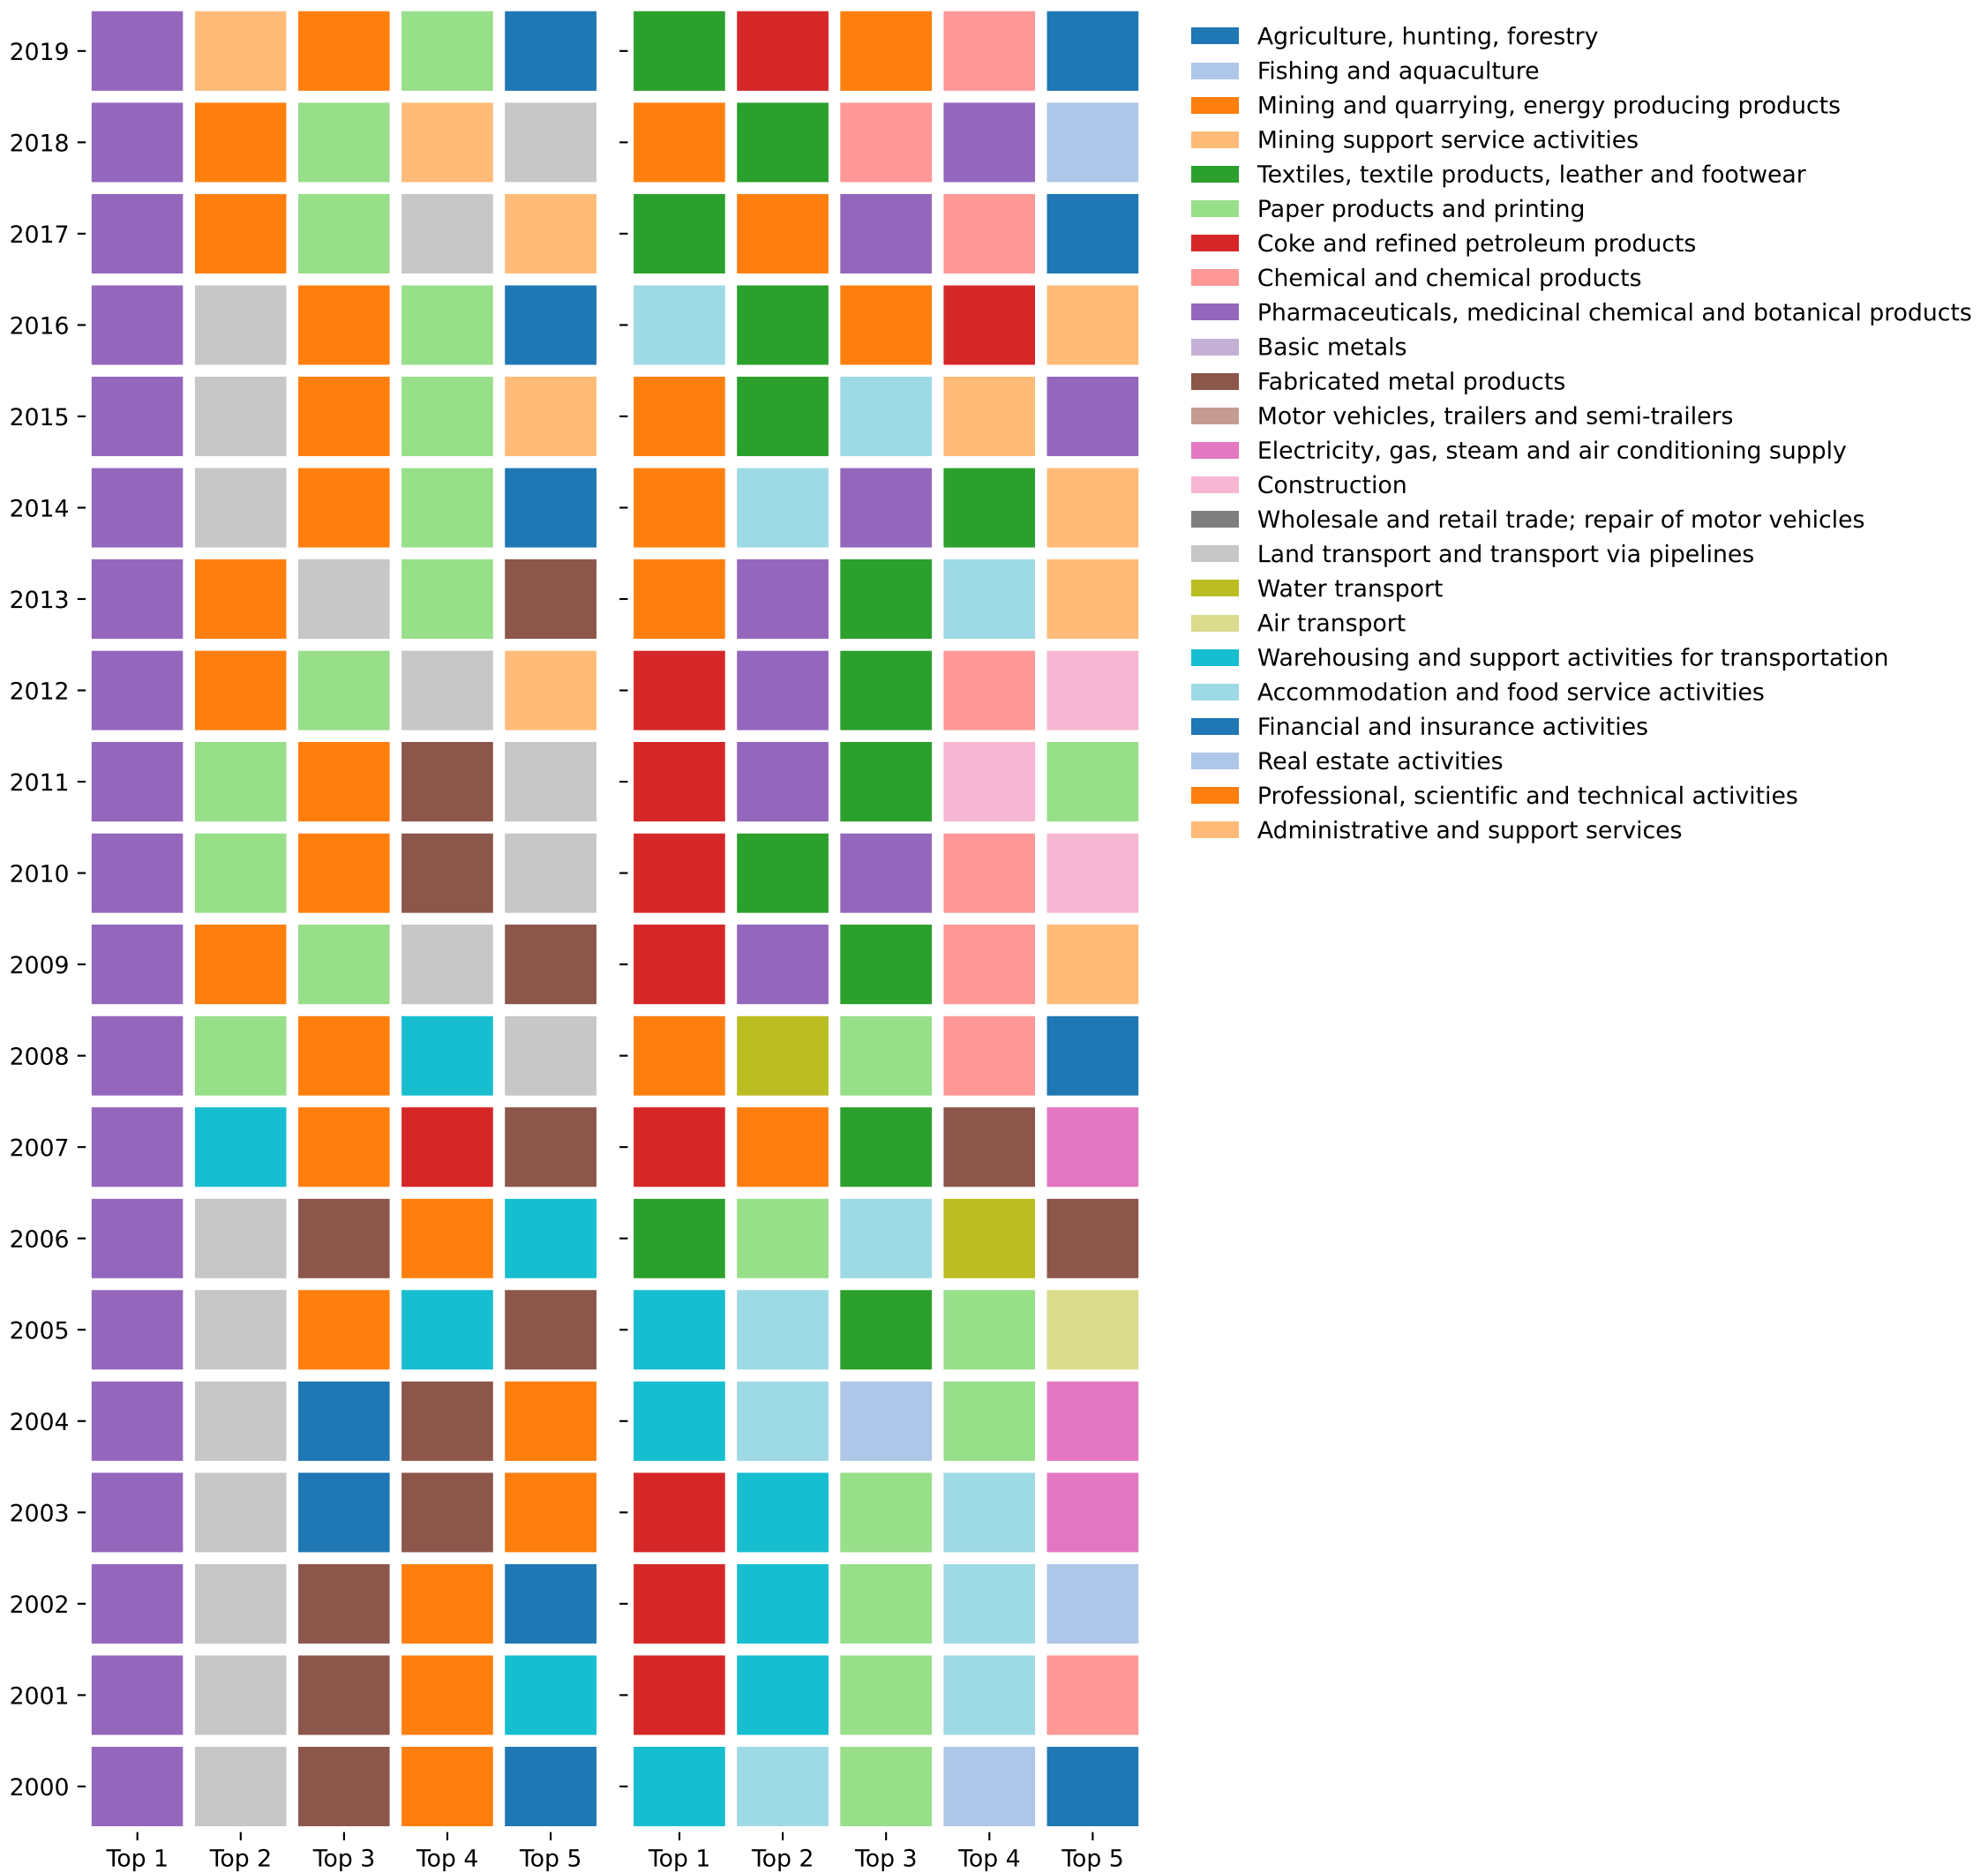 2019
2018
2017
2016
2015
2014
2013
2012
2011
2010
2009
2008
2007
2006
2005
2004
2003
2002
2001
2000
Top 1 Top 2 Top 3 Top 4 Top 5 Top 1 Top 2 Top 3 Top 4 Top 5
Agriculture, hunting, forestry
Fishing and aquaculture
Mining and quarrying, energy producing products
Mining support service activities
Textiles, textile products, leather and footwear
Paper products and printing
Coke and refined petroleum products
Chemical and chemical products
Pharmaceuticals, medicinal chemical and botanical products
Basic metals
Fabricated metal products
Motor vehicles, trailers and semi-trailers
Electricity, gas, steam and air conditioning supply
Construction
Wholesale and retail trade; repair of motor vehicles
Land transport and transport via pipelines
Water transport
Air transport
Warehousing and support activities for transportation
Accommodation and food service activities
Financial and insurance activities
Real estate activities
Professional, scientific and technical activities
Administrative and support services